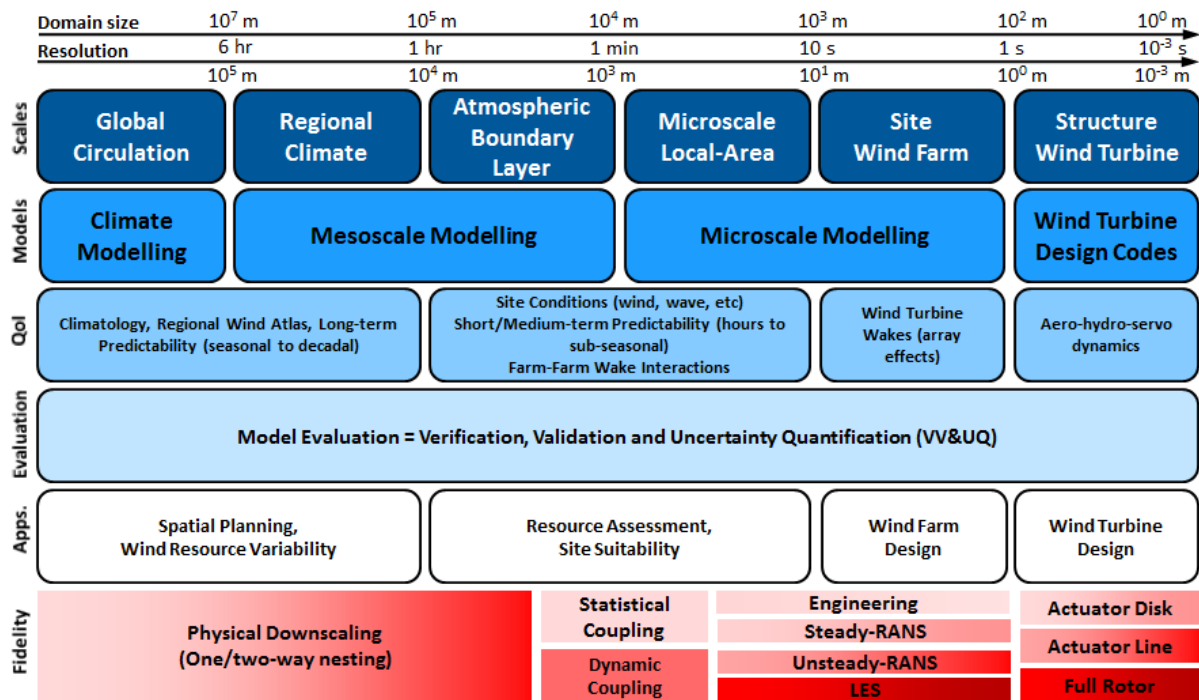 Domain size 10⁷ m 10⁵ m 10⁴ m 10³ m 10² m 10⁰ m
Resolution 6 hr 1 hr 1 min 10 s 1 s 10⁻³ s
10⁵ m 10⁴ m 10³ m 10¹ m 10⁰ m 10⁻³ m
Scales
Global
Circulation
Regional
Climate
Atmospheric
Boundary
Layer
Microscale
Local-Area
Site
Wind Farm
Structure
Wind Turbine
Models
Climate
Modelling
Mesoscale Modelling
Microscale Modelling
Wind Turbine
Design Codes
QoI
Climatology, Regional Wind Atlas, Long-term
Predictability (seasonal to decadal)
Site Conditions (wind, wave, etc)
Short/Medium-term Predictability (hours to
sub-seasonal)
Farm-Farm Wake Interactions
Wind Turbine
Wakes (array
effects)
Aero-hydro-servo
dynamics
Evaluation
Model Evaluation = Verification, Validation and Uncertainty Quantification (VV&UQ)
Apps.
Spatial Planning,
Wind Resource Variability
Resource Assessment,
Site Suitability
Wind Farm
Design
Wind Turbine
Design
Fidelity
Physical Downscaling
(One/two-way nesting)
Statistical
Coupling
Dynamic
Coupling
Engineering
Steady-RANS
Unsteady-RANS
LES
Actuator Disk
Actuator Line
Full Rotor